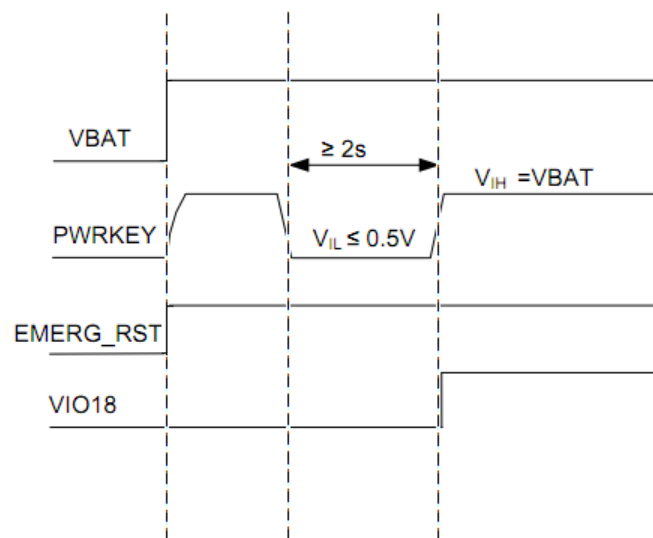 VBAT
≥ 2s
V_IH =VBAT
PWRKEY
V_IL ≤ 0.5V
EMERG_RST
VIO18